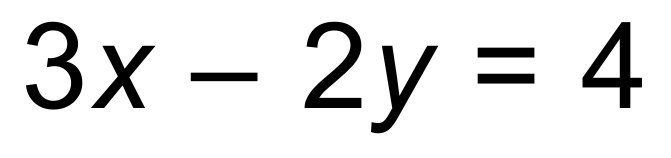 3x – 2y = 4